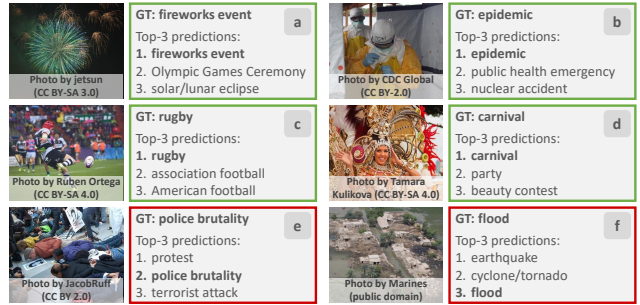 GT: fireworks event
a
Top-3 predictions:
1. fireworks event
2. Olympic Games Ceremony
3. solar/lunar eclipse
Photo by jetsun
(CC BY-SA 3.0)
GT: epidemic
b
Top-3 predictions:
1. epidemic
2. public health emergency
3. nuclear accident
Photo by CDC Global
(CC BY-2.0)
GT: rugby
c
Top-3 predictions:
1. rugby
2. association football
3. American football
Photo by Ruben Ortega
(CC BY-SA 4.0)
GT: carnival
d
Top-3 predictions:
1. carnival
2. party
3. beauty contest
Photo by Tamara
Kulikova (CC BY-SA 4.0)
GT: police brutality
e
Top-3 predictions:
1. protest
2. police brutality
3. terrorist attack
Photo by JacobRuff
(CC BY 2.0)
GT: flood
f
Top-3 predictions:
1. earthquake
2. cyclone/tornado
3. flood
Photo by Marines
(public domain)